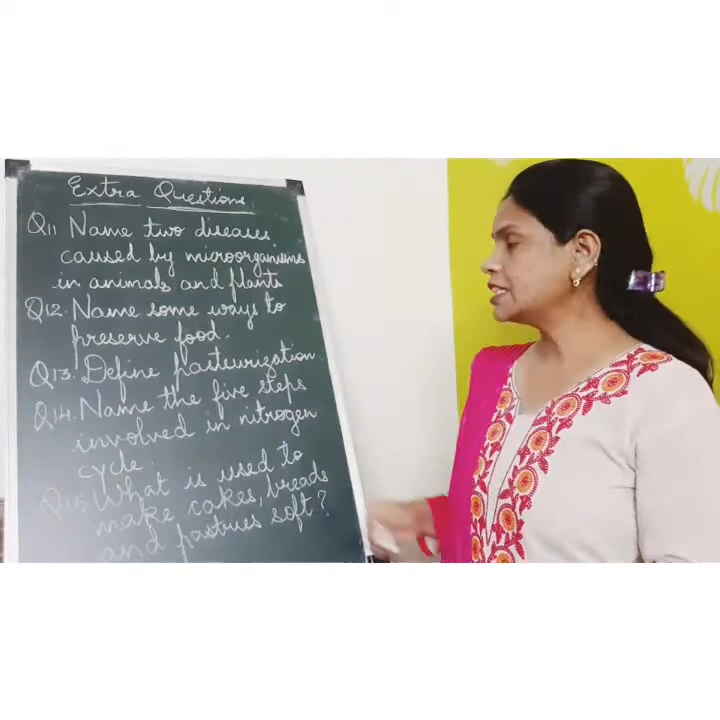 Extra Questions
Q11 Name two diseases
caused by microorganisms
in animals and plants
Q12. Name some ways to
preserve food.
Q13. Define pasteurization.
Q14. Name the five steps
involved in nitrogen
cycle.
Q15 What is used to
make cakes, breads
and pastries soft?